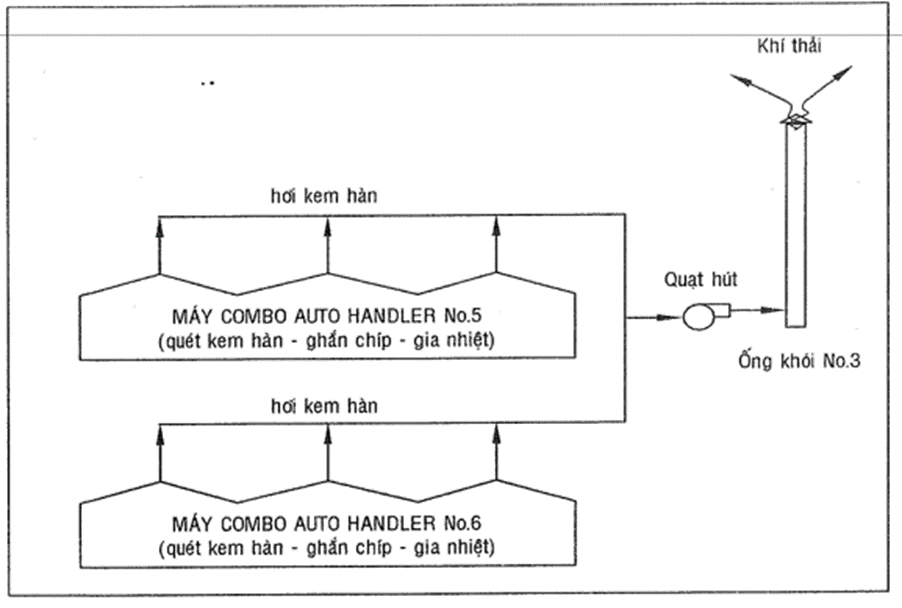 Khí thải
hơi kem hàn
Quạt hút
MÁY COMBO AUTO HANDLER No.5
(quét kem hàn - ghắn chíp - gia nhiệt)
Ống khói No.3
hơi kem hàn
MÁY COMBO AUTO HANDLER No.6
(quét kem hàn - ghắn chíp - gia nhiệt)